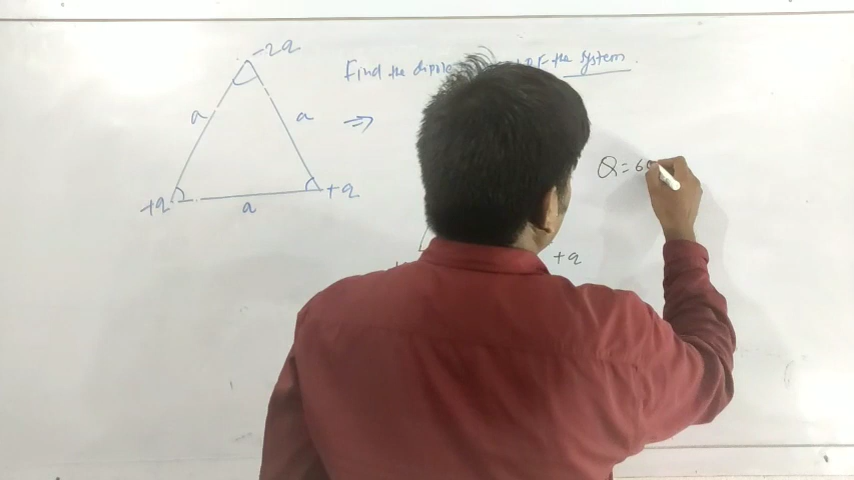 -2q
Find the dipole of the system.
a
a
⇒
Q = 60
+q
a
+q
+q